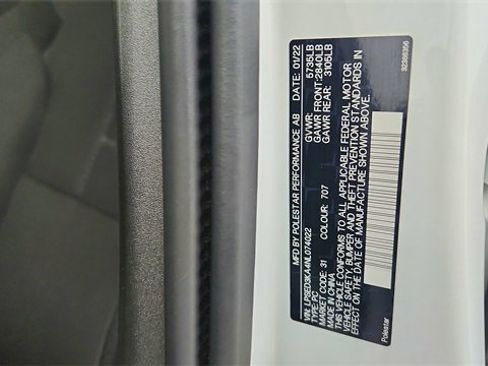 MFD BY POLESTAR PERFORMANCE AB DATE: 01/22
GVWR: 5735LB
GAWR FRONT: 2840LB
GAWR REAR: 3105LB
VIN: LPSED3KA4NL074022
TYPE: PC
MARKET CODE: 31 COLOUR: 707
MADE IN CHINA
THIS VEHICLE CONFORMS TO ALL APPLICABLE FEDERAL MOTOR
VEHICLE SAFETY, BUMPER AND THEFT PREVENTION STANDARDS IN
EFFECT ON THE DATE OF MANUFACTURE SHOWN ABOVE.
Polestar